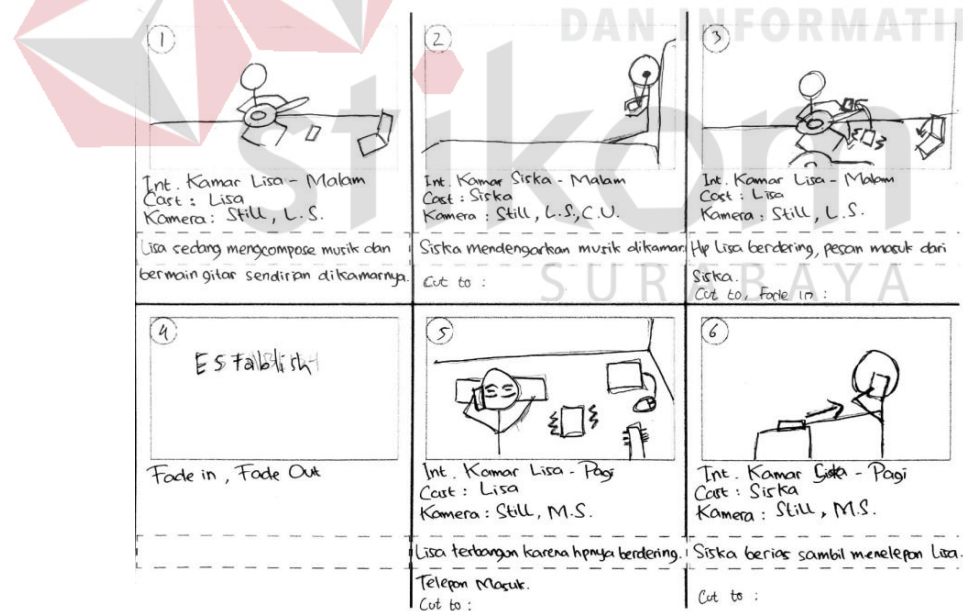 DAN INFORMATI
stikom
SURABAYA
1
Int. Kamar Lisa - Malam
Cast : Lisa
Kamera : Still, L.S.
Lisa sedang mengcompose musik dan
bermain gitar sendirian dikamarnya.
2
Int. Kamar Siska - Malam
Cast : Siska
Kamera : Still, L.S, C.U.
Siska mendengarkan musik dikamar.
Cut to :
3
Int. Kamar Lisa - Malam
Cast : Lisa
Kamera : Still, L.S.
Hp Lisa berdering, pesan masuk dari
Siska.
Cut to, Fade in :
4
EStablish
Fade in, Fade Out
5
Int. Kamar Lisa - Pagi
Cast : Lisa
Kamera : Still, M.S.
Lisa terbangun karena hpnya berdering.
Telepon Masuk.
Cut to :
6
Int. Kamar Siska - Pagi
Cast : Siska
Kamera : Still, M.S.
Siska berias sambil menelepon Lisa.
Cut to :